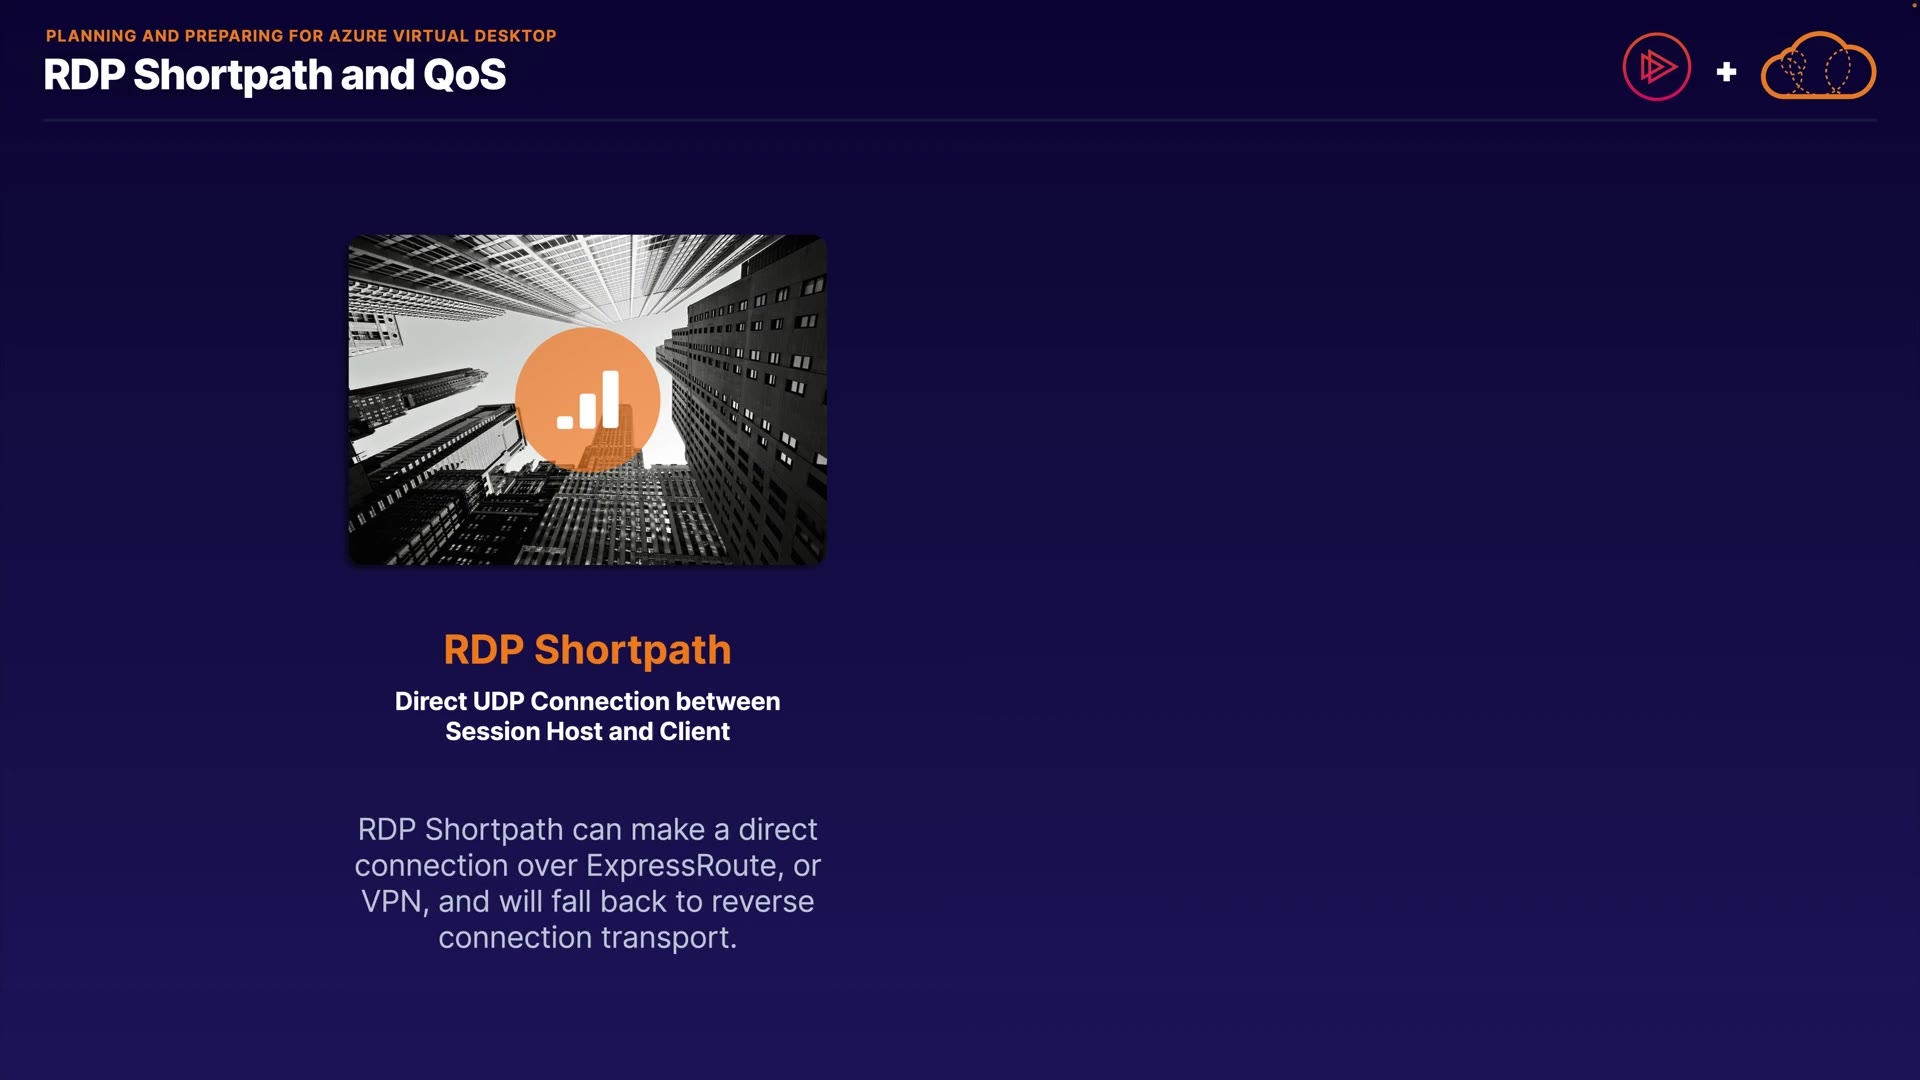 PLANNING AND PREPARING FOR AZURE VIRTUAL DESKTOP
RDP Shortpath and QoS
RDP Shortpath
Direct UDP Connection between
Session Host and Client
RDP Shortpath can make a direct
connection over ExpressRoute, or
VPN, and will fall back to reverse
connection transport.